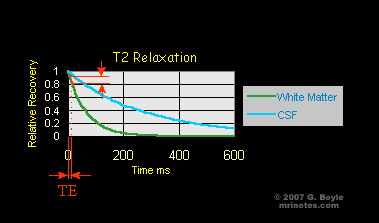 T2 Relaxation
Relative Recovery
1
0.8
0.6
0.4
0.2
0
0 200 400 600
Time ms
White Matter
CSF
TE
© 2007 G. Boyle
mrinotes.com